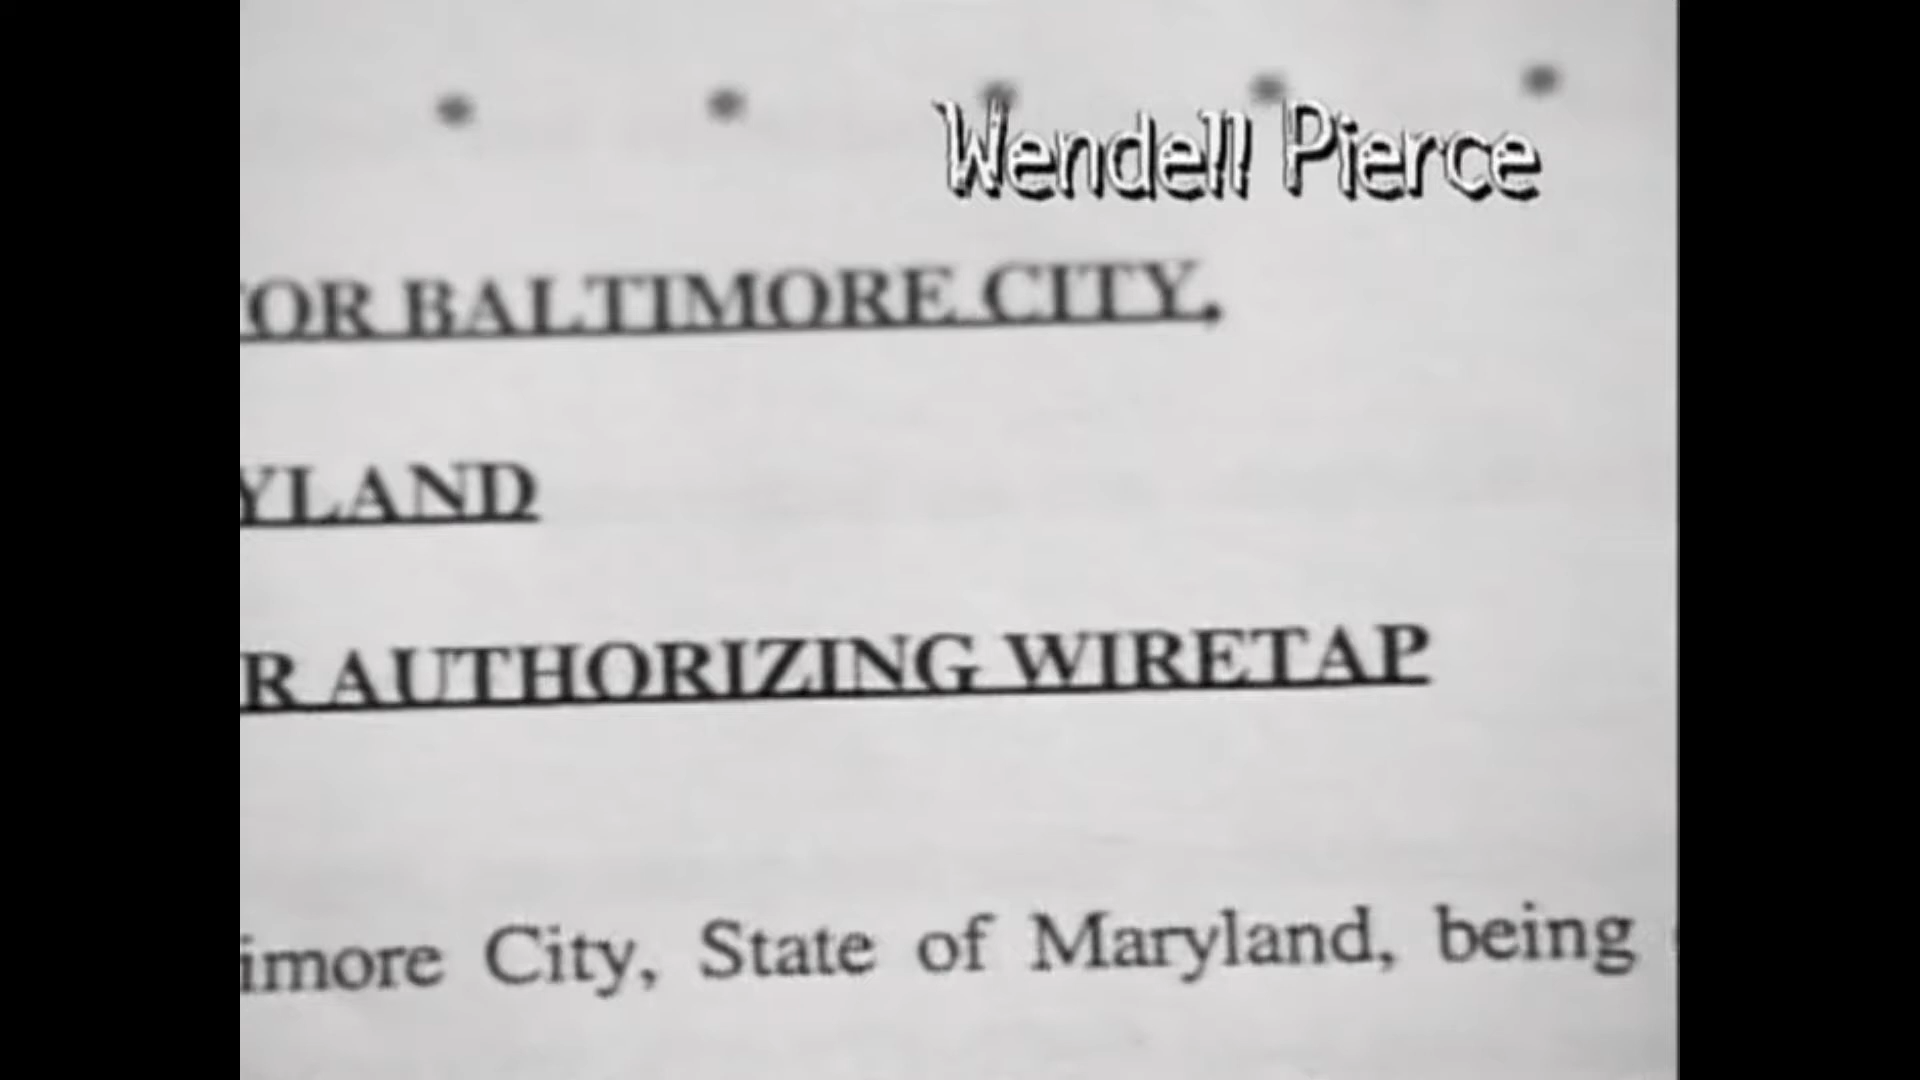 * * * * *
Wendell Pierce
OR BALTIMORE CITY,
YLAND
R AUTHORIZING WIRETAP
imore City, State of Maryland, being